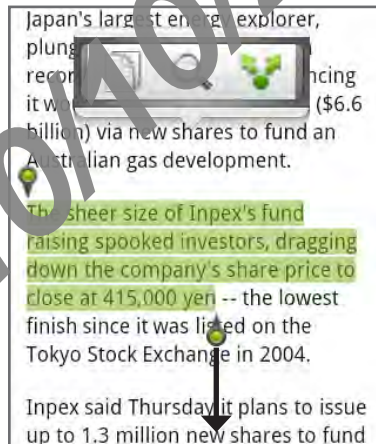 Japan's largest energy explorer,
plung
recor ncing
it wo ($6.6
billion) via new shares to fund an
Australian gas development.
The sheer size of Inpex's fund
raising spooked investors, dragging
down the company's share price to
close at 415,000 yen -- the lowest
finish since it was listed on the
Tokyo Stock Exchange in 2004.
Inpex said Thursday it plans to issue
up to 1.3 million new shares to fund